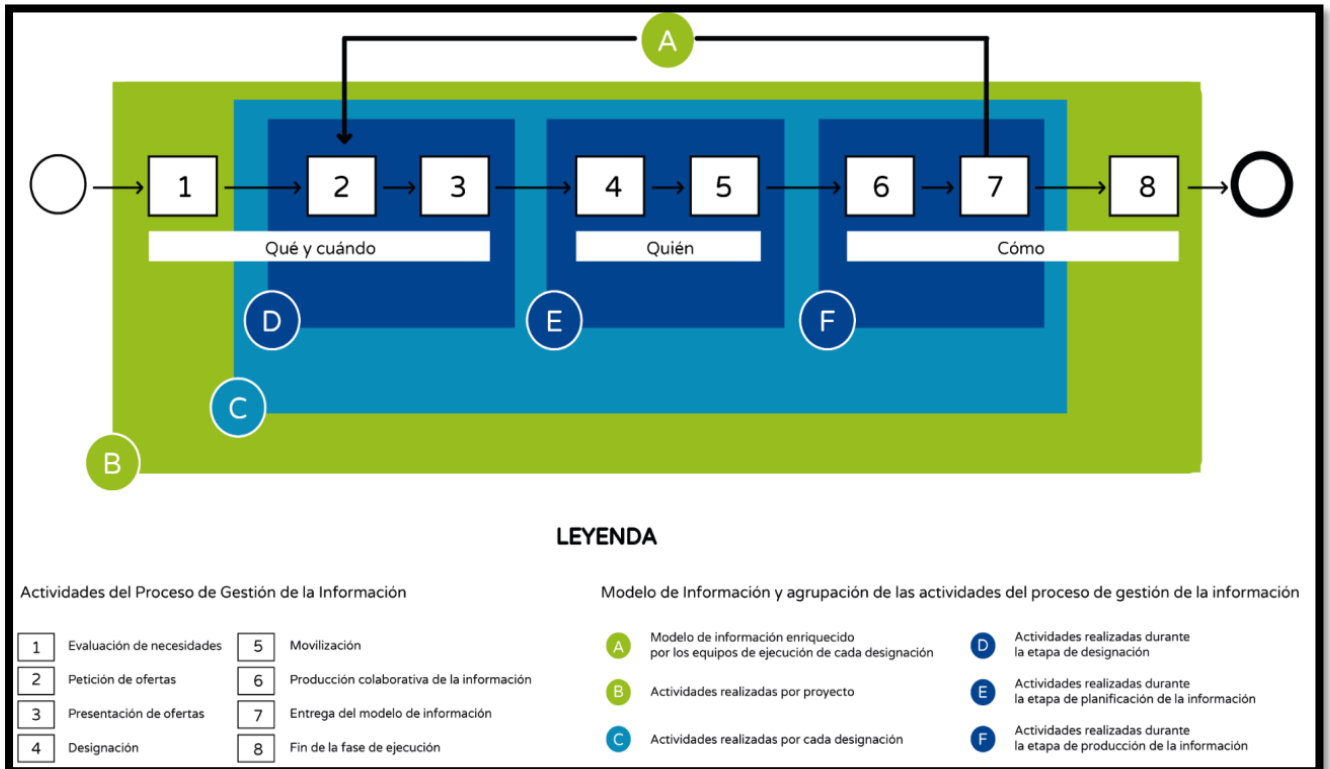 A
1
2
3
4
5
6
7
8
Qué y cuándo
Quién
Cómo
D
E
F
C
B
LEYENDA
Actividades del Proceso de Gestión de la Información
1 Evaluación de necesidades
2 Petición de ofertas
3 Presentación de ofertas
4 Designación
5 Movilización
6 Producción colaborativa de la información
7 Entrega del modelo de información
8 Fin de la fase de ejecución
Modelo de Información y agrupación de las actividades del proceso de gestión de la información
A Modelo de información enriquecido
por los equipos de ejecución de cada designación
B Actividades realizadas por proyecto
C Actividades realizadas por cada designación
D Actividades realizadas durante
la etapa de designación
E Actividades realizadas durante
la etapa de planificación de la información
F Actividades realizadas durante
la etapa de producción de la información